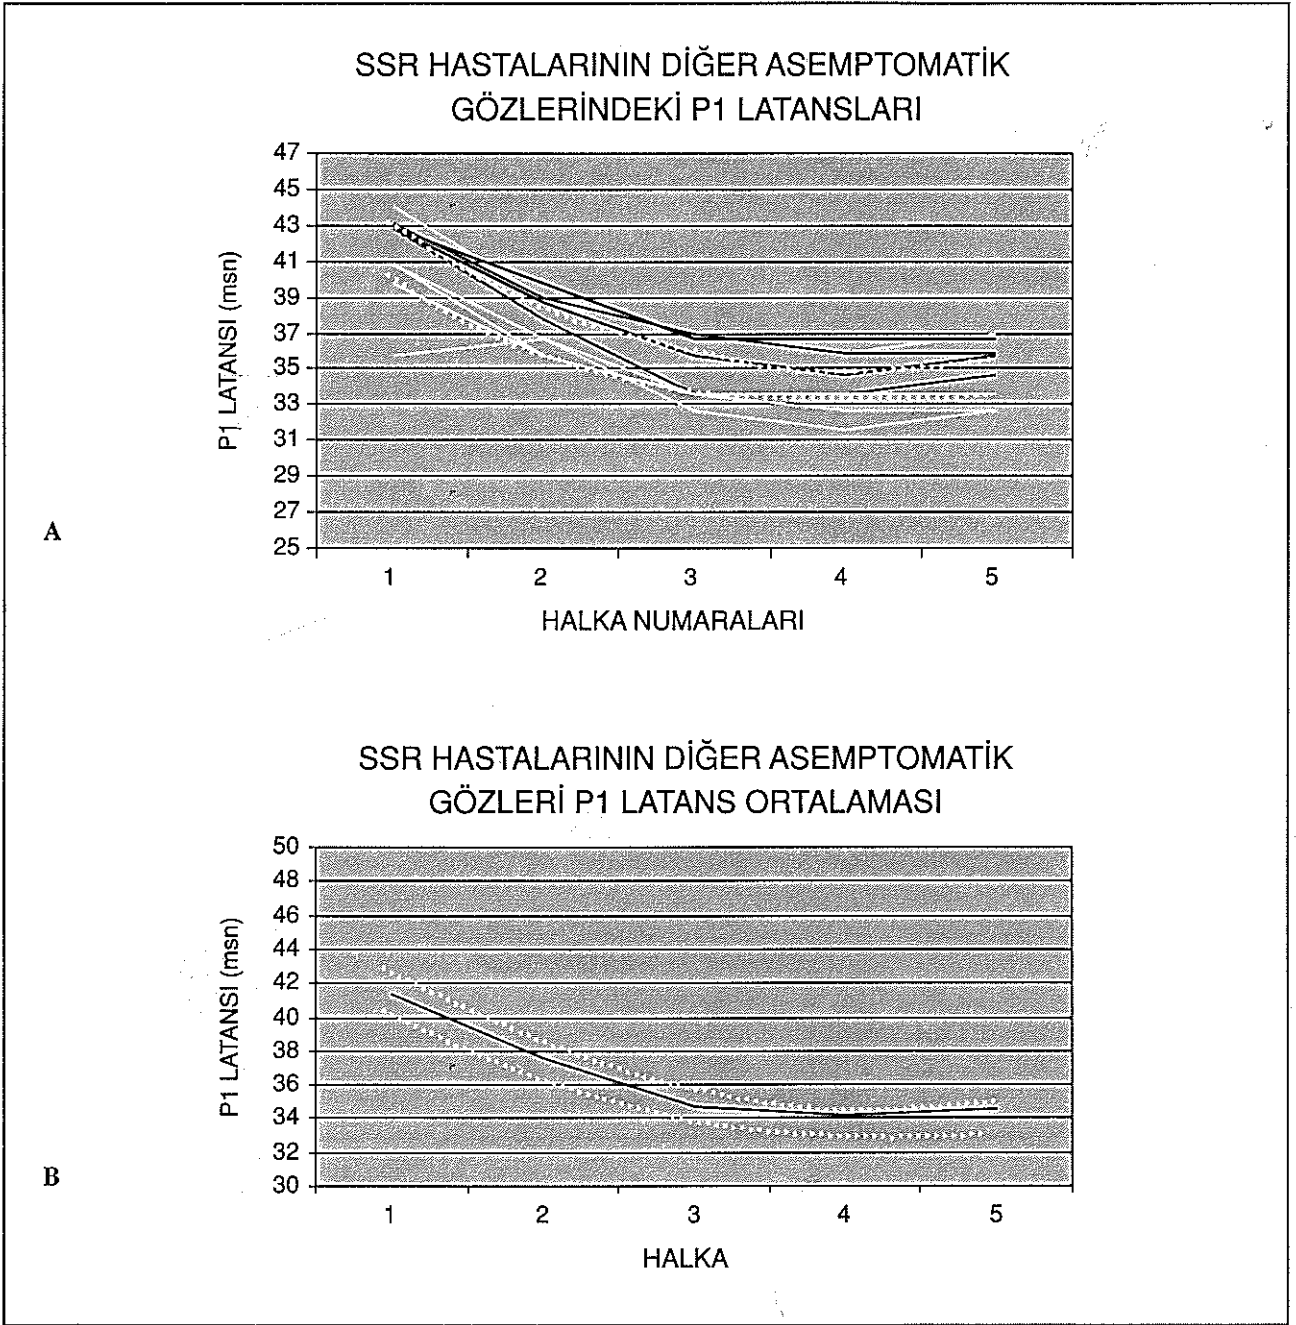 SSR HASTALARININ DİĞER ASEMPTOMATİK
GÖZLERİNDEKİ P1 LATANSLARI
47
45
43
41
39
37
35
33
31
29
27
25
P1 LATANSI (msn)
1 2 3 4 5
HALKA NUMARALARI
A
SSR HASTALARININ DİĞER ASEMPTOMATİK
GÖZLERİ P1 LATANS ORTALAMASI
50
48
46
44
42
40
38
36
34
32
30
P1 LATANSI (msn)
1 2 3 4 5
HALKA
B